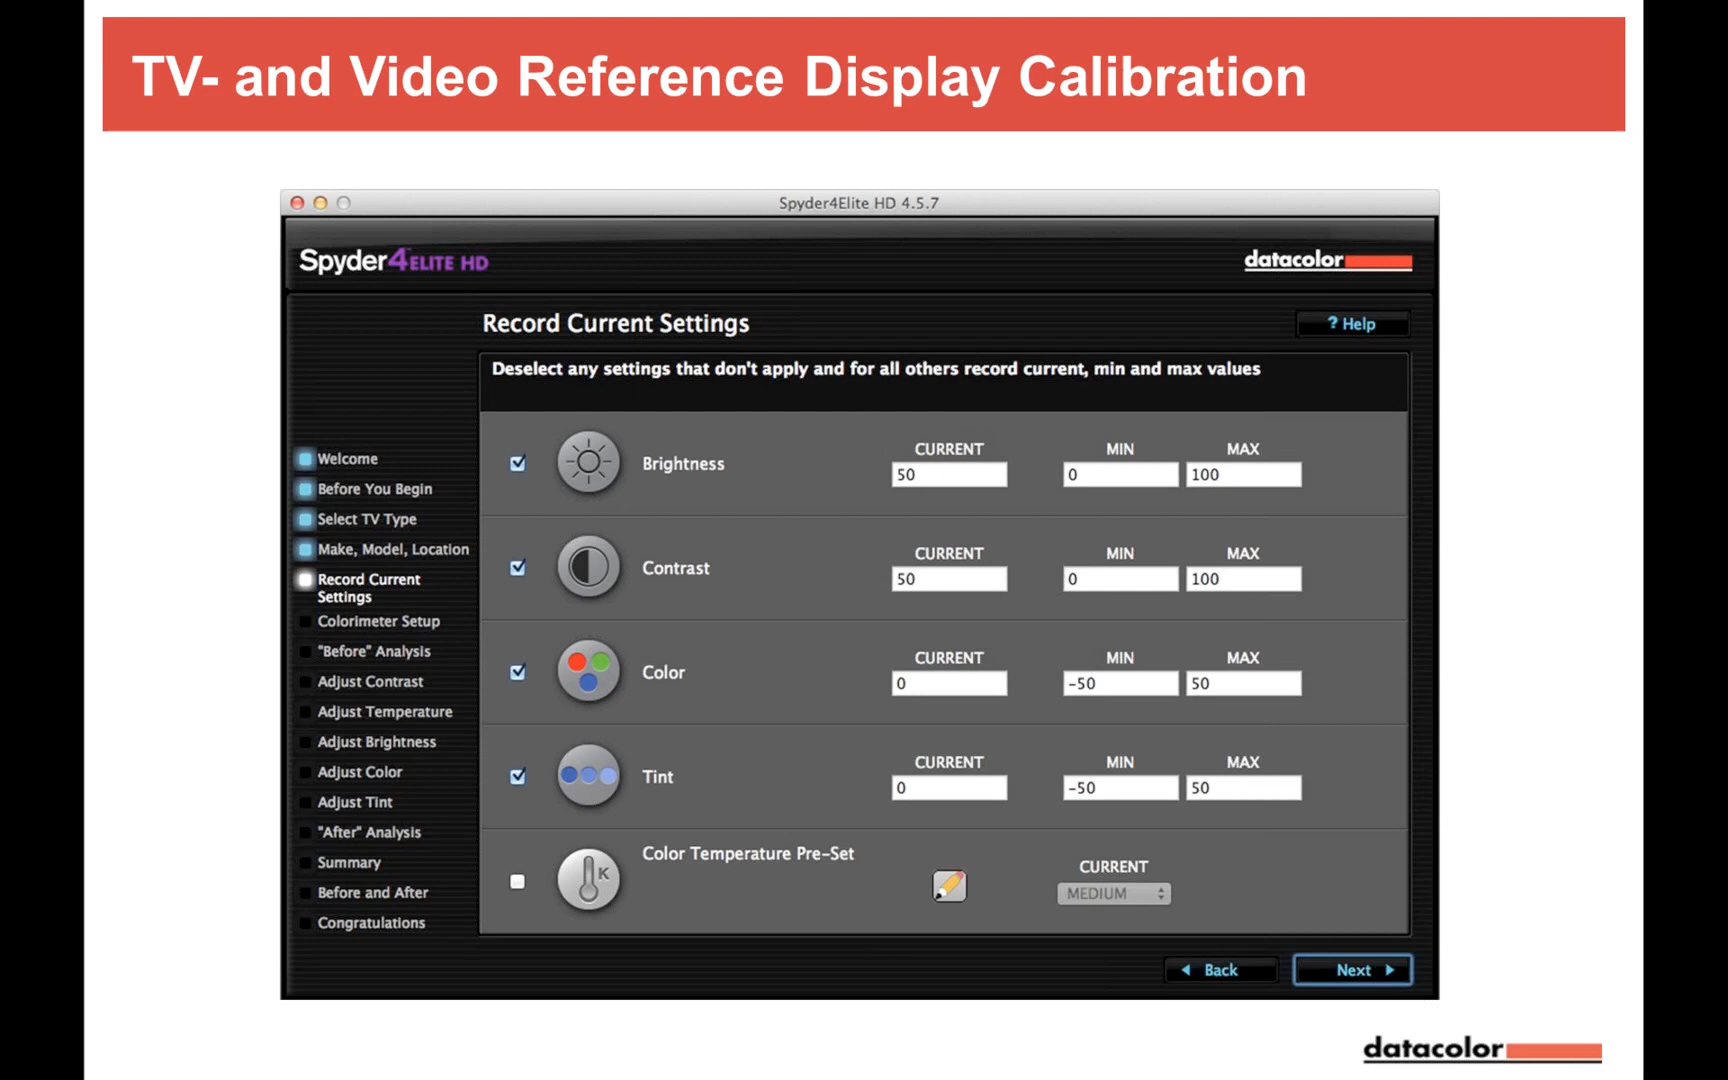 TV- and Video Reference Display Calibration
Spyder4Elite HD 4.5.7
Spyder4ELITE HD
datacolor
Record Current Settings
? Help
Deselect any settings that don't apply and for all others record current, min and max values
Welcome
Before You Begin
Select TV Type
Make, Model, Location
Record Current
Settings
Colorimeter Setup
"Before" Analysis
Adjust Contrast
Adjust Temperature
Adjust Brightness
Adjust Color
Adjust Tint
"After" Analysis
Summary
Before and After
Congratulations
CURRENT MIN MAX
Brightness
50 0 100
CURRENT MIN MAX
Contrast
50 0 100
CURRENT MIN MAX
Color
0 -50 50
CURRENT MIN MAX
Tint
0 -50 50
Color Temperature Pre-Set
K
CURRENT
MEDIUM
Back Next
datacolor